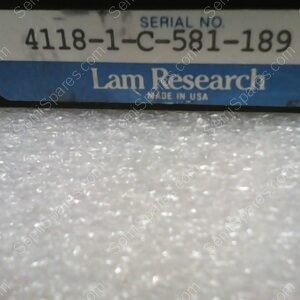 SERIAL NO.
4118-1-C-581-189
Lam Research
MADE IN USA